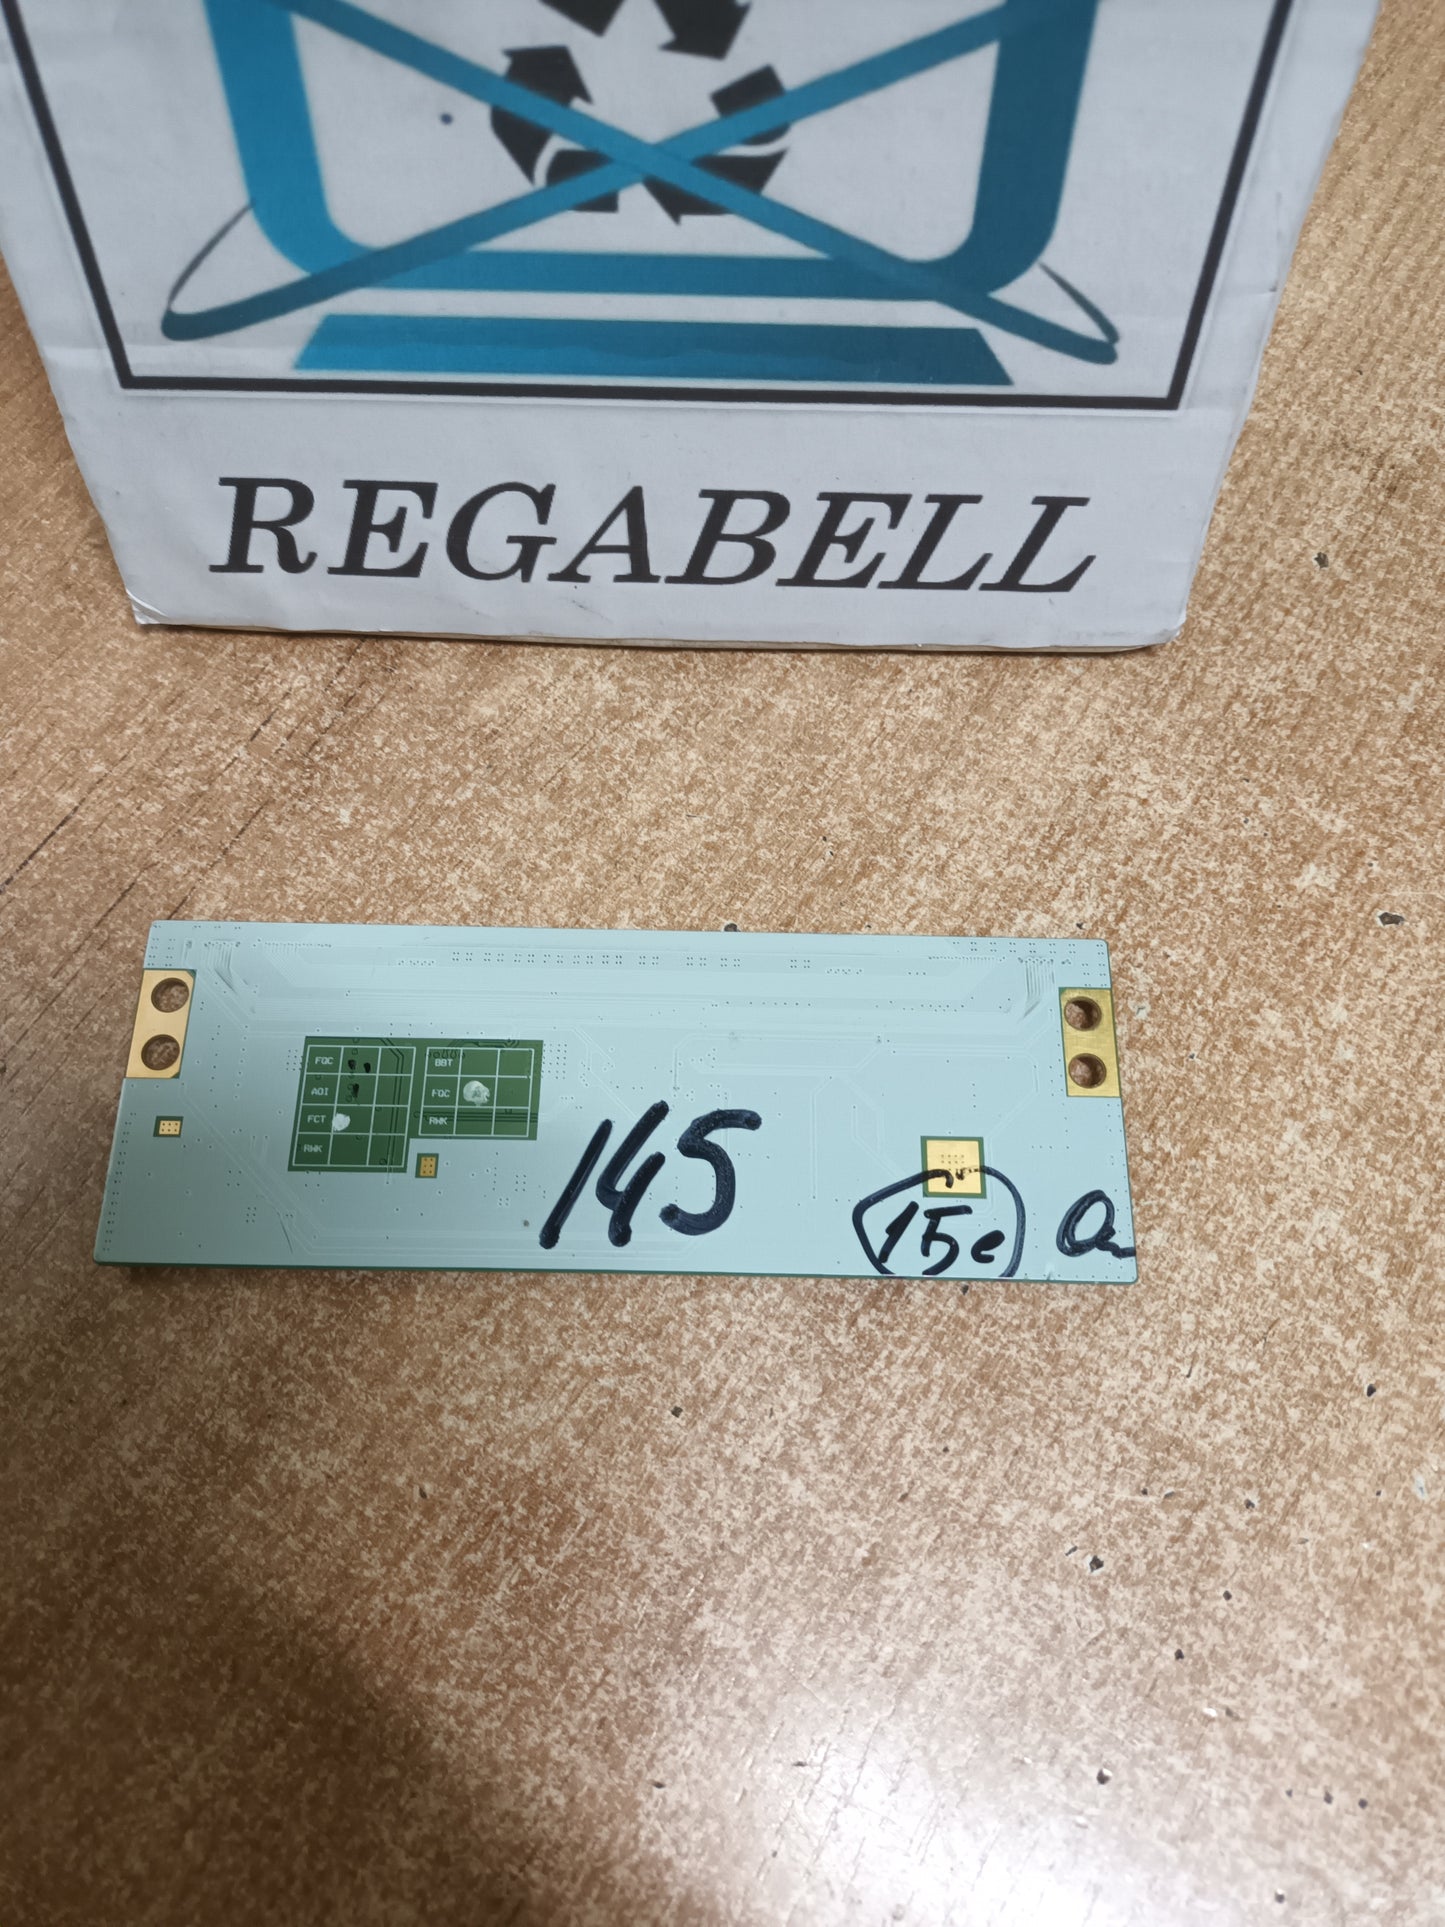 REGABELL
FQC
AOI
FCT
RWK
BBT
FQC
RWK
145
15e